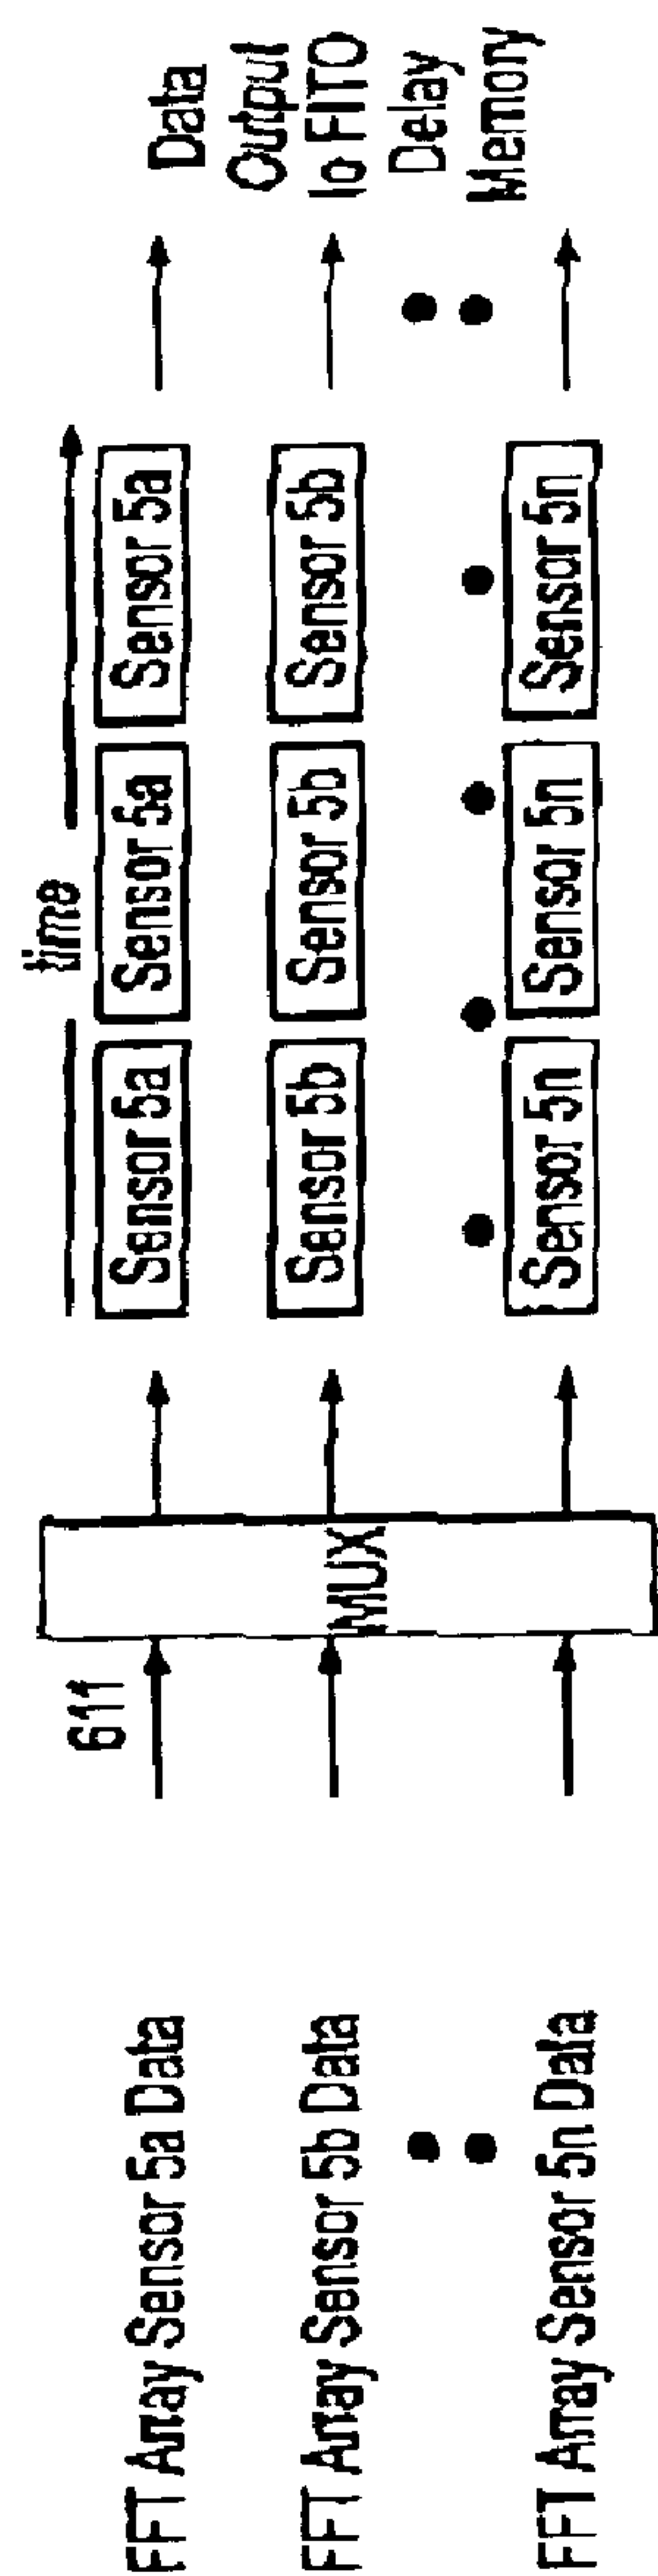 time
FFT Array Sensor 5a Data
611
Sensor 5a
Sensor 5a
Sensor 5a
FFT Array Sensor 5b Data
MUX
Sensor 5b
Sensor 5b
Sensor 5b
FFT Array Sensor 5n Data
Sensor 5n
Sensor 5n
Sensor 5n
Data
Output
to FITO
Delay
Memory